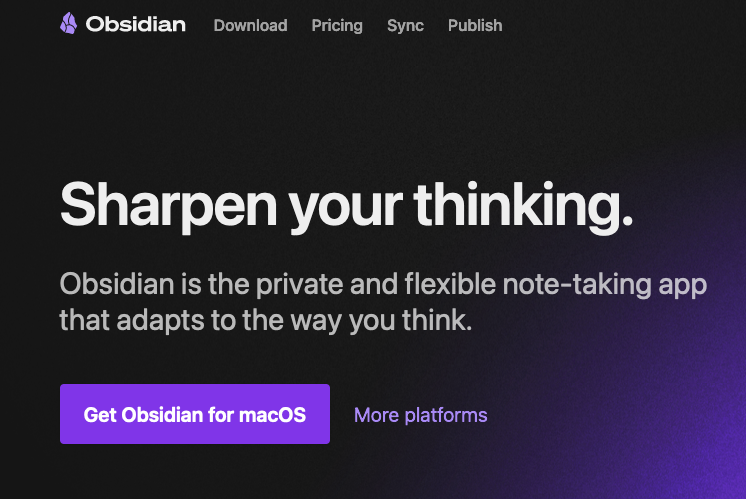 Obsidian Download Pricing Sync Publish
Sharpen your thinking.
Obsidian is the private and flexible note-taking app
that adapts to the way you think.
Get Obsidian for macOS More platforms